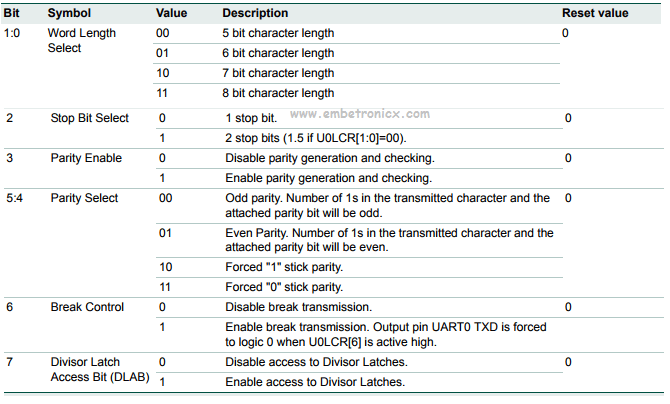 Bit Symbol Value Description Reset value
1:0 Word Length Select 00 5 bit character length 0
01 6 bit character length
10 7 bit character length
11 8 bit character length
www.embetronicx.com
2 Stop Bit Select 0 1 stop bit. 0
1 2 stop bits (1.5 if U0LCR[1:0]=00).
3 Parity Enable 0 Disable parity generation and checking. 0
1 Enable parity generation and checking.
5:4 Parity Select 00 Odd parity. Number of 1s in the transmitted character and the 0
attached parity bit will be odd.
01 Even Parity. Number of 1s in the transmitted character and the
attached parity bit will be even.
10 Forced "1" stick parity.
11 Forced "0" stick parity.
6 Break Control 0 Disable break transmission. 0
1 Enable break transmission. Output pin UART0 TXD is forced
to logic 0 when U0LCR[6] is active high.
7 Divisor Latch 0 Disable access to Divisor Latches. 0
Access Bit (DLAB) 1 Enable access to Divisor Latches.